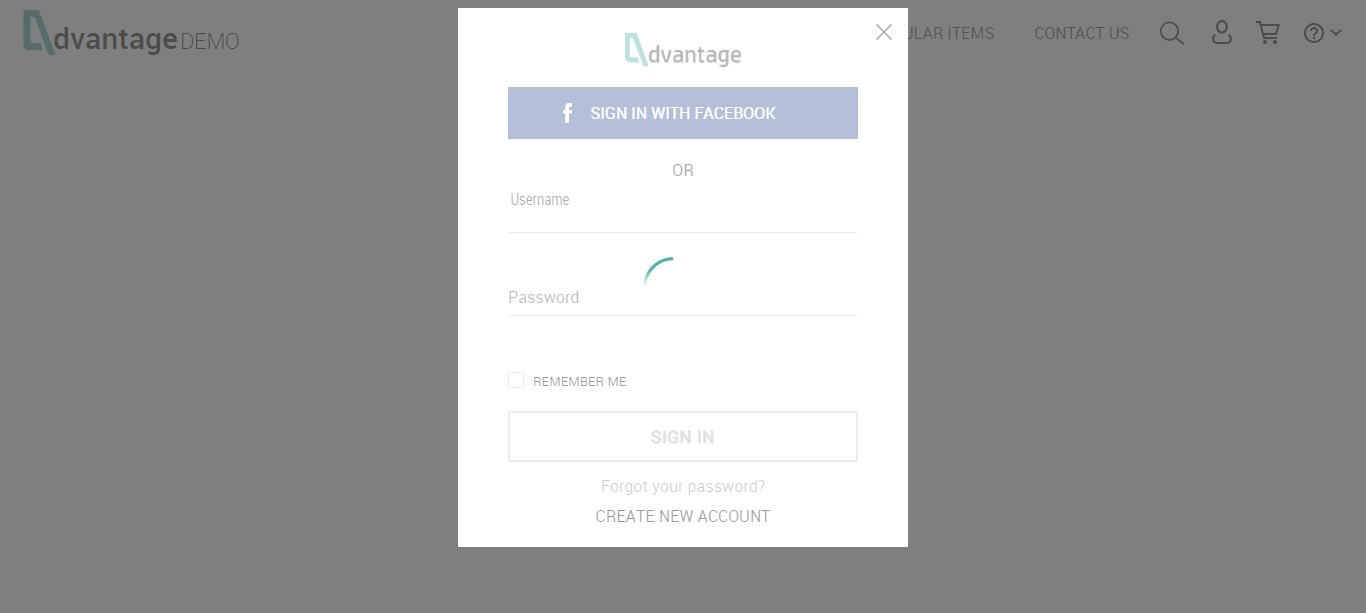 dvantage DEMO
ULAR ITEMS
CONTACT US
dvantage
SIGN IN WITH FACEBOOK
OR
Username
Password
REMEMBER ME
SIGN IN
Forgot your password?
CREATE NEW ACCOUNT